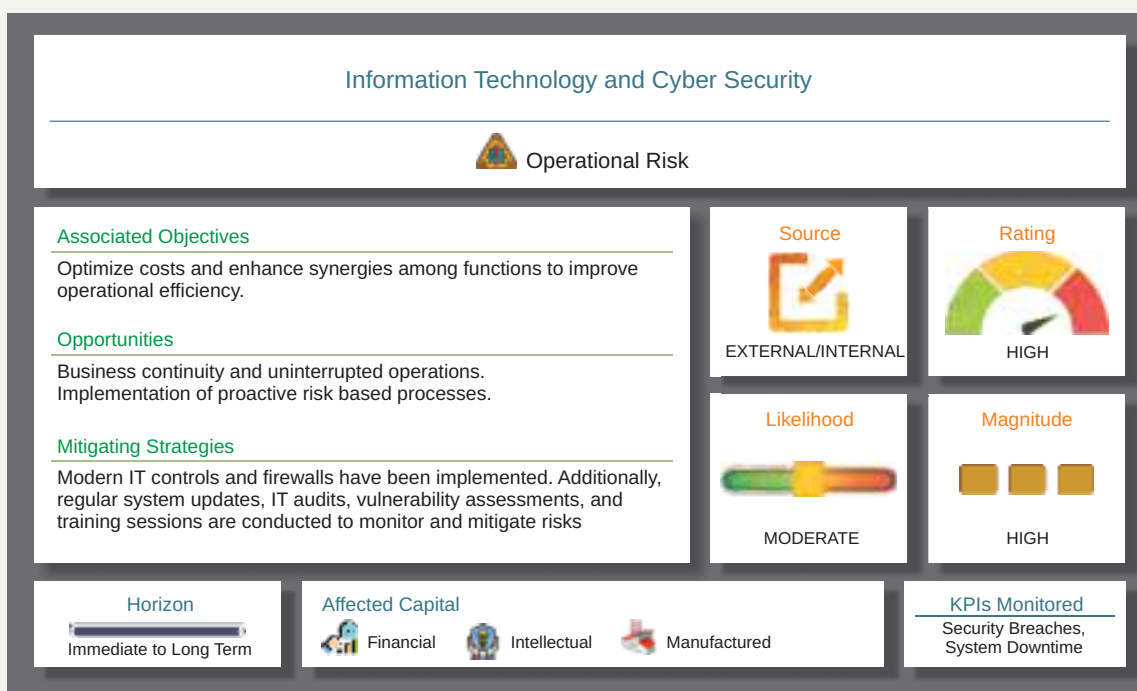 Information Technology and Cyber Security
Operational Risk
Associated Objectives
Optimize costs and enhance synergies among functions to improve
operational efficiency.
Opportunities
Business continuity and uninterrupted operations.
Implementation of proactive risk based processes.
Mitigating Strategies
Modern IT controls and firewalls have been implemented. Additionally,
regular system updates, IT audits, vulnerability assessments, and
training sessions are conducted to monitor and mitigate risks
Source
EXTERNAL/INTERNAL
Rating
HIGH
Likelihood
MODERATE
Magnitude
HIGH
Horizon
Immediate to Long Term
Affected Capital
Financial
Intellectual
Manufactured
KPIs Monitored
Security Breaches,
System Downtime